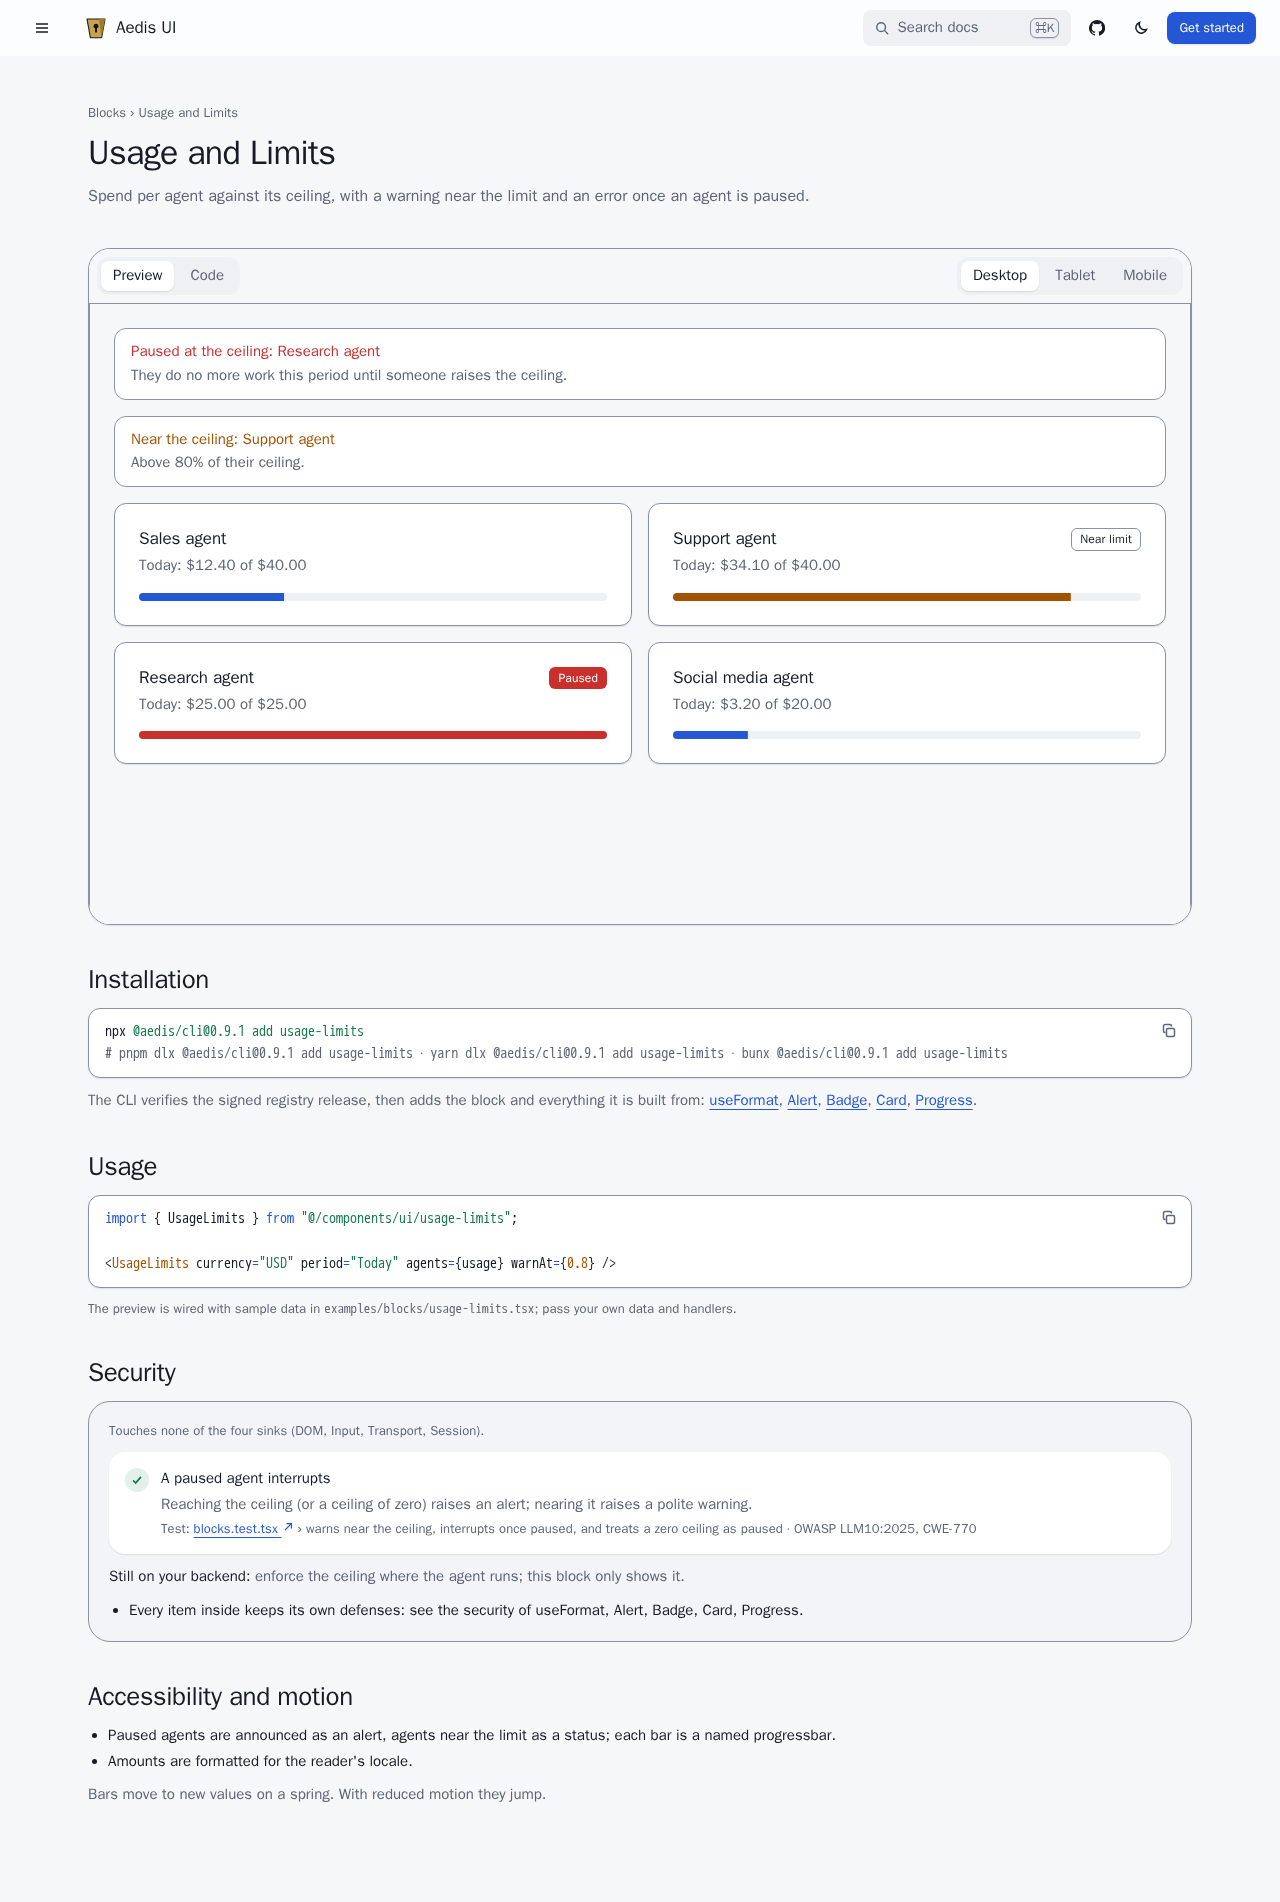 Aedis UI
Search docs
⌘K
Get started
Blocks › Usage and Limits
Usage and Limits
Spend per agent against its ceiling, with a warning near the limit and an error once an agent is paused.
Preview Code
Desktop Tablet Mobile
Paused at the ceiling: Research agent
They do no more work this period until someone raises the ceiling.
Near the ceiling: Support agent
Above 80% of their ceiling.
Sales agent
Today: $12.40 of $40.00
Support agent
Near limit
Today: $34.10 of $40.00
Research agent
Paused
Today: $25.00 of $25.00
Social media agent
Today: $3.20 of $20.00
Installation
npx @aedis/cli@0.9.1 add usage-limits
# pnpm dlx @aedis/cli@0.9.1 add usage-limits · yarn dlx @aedis/cli@0.9.1 add usage-limits · bunx @aedis/cli@0.9.1 add usage-limits
The CLI verifies the signed registry release, then adds the block and everything it is built from: useFormat, Alert, Badge, Card, Progress.
Usage
import { UsageLimits } from "@/components/ui/usage-limits";
<UsageLimits currency="USD" period="Today" agents={usage} warnAt={0.8} />
The preview is wired with sample data in examples/blocks/usage-limits.tsx; pass your own data and handlers.
Security
Touches none of the four sinks (DOM, Input, Transport, Session).
A paused agent interrupts
Reaching the ceiling (or a ceiling of zero) raises an alert; nearing it raises a polite warning.
Test: blocks.test.tsx ↗ › warns near the ceiling, interrupts once paused, and treats a zero ceiling as paused · OWASP LLM10:2025, CWE-770
Still on your backend: enforce the ceiling where the agent runs; this block only shows it.
• Every item inside keeps its own defenses: see the security of useFormat, Alert, Badge, Card, Progress.
Accessibility and motion
• Paused agents are announced as an alert, agents near the limit as a status; each bar is a named progressbar.
• Amounts are formatted for the reader's locale.
Bars move to new values on a spring. With reduced motion they jump.